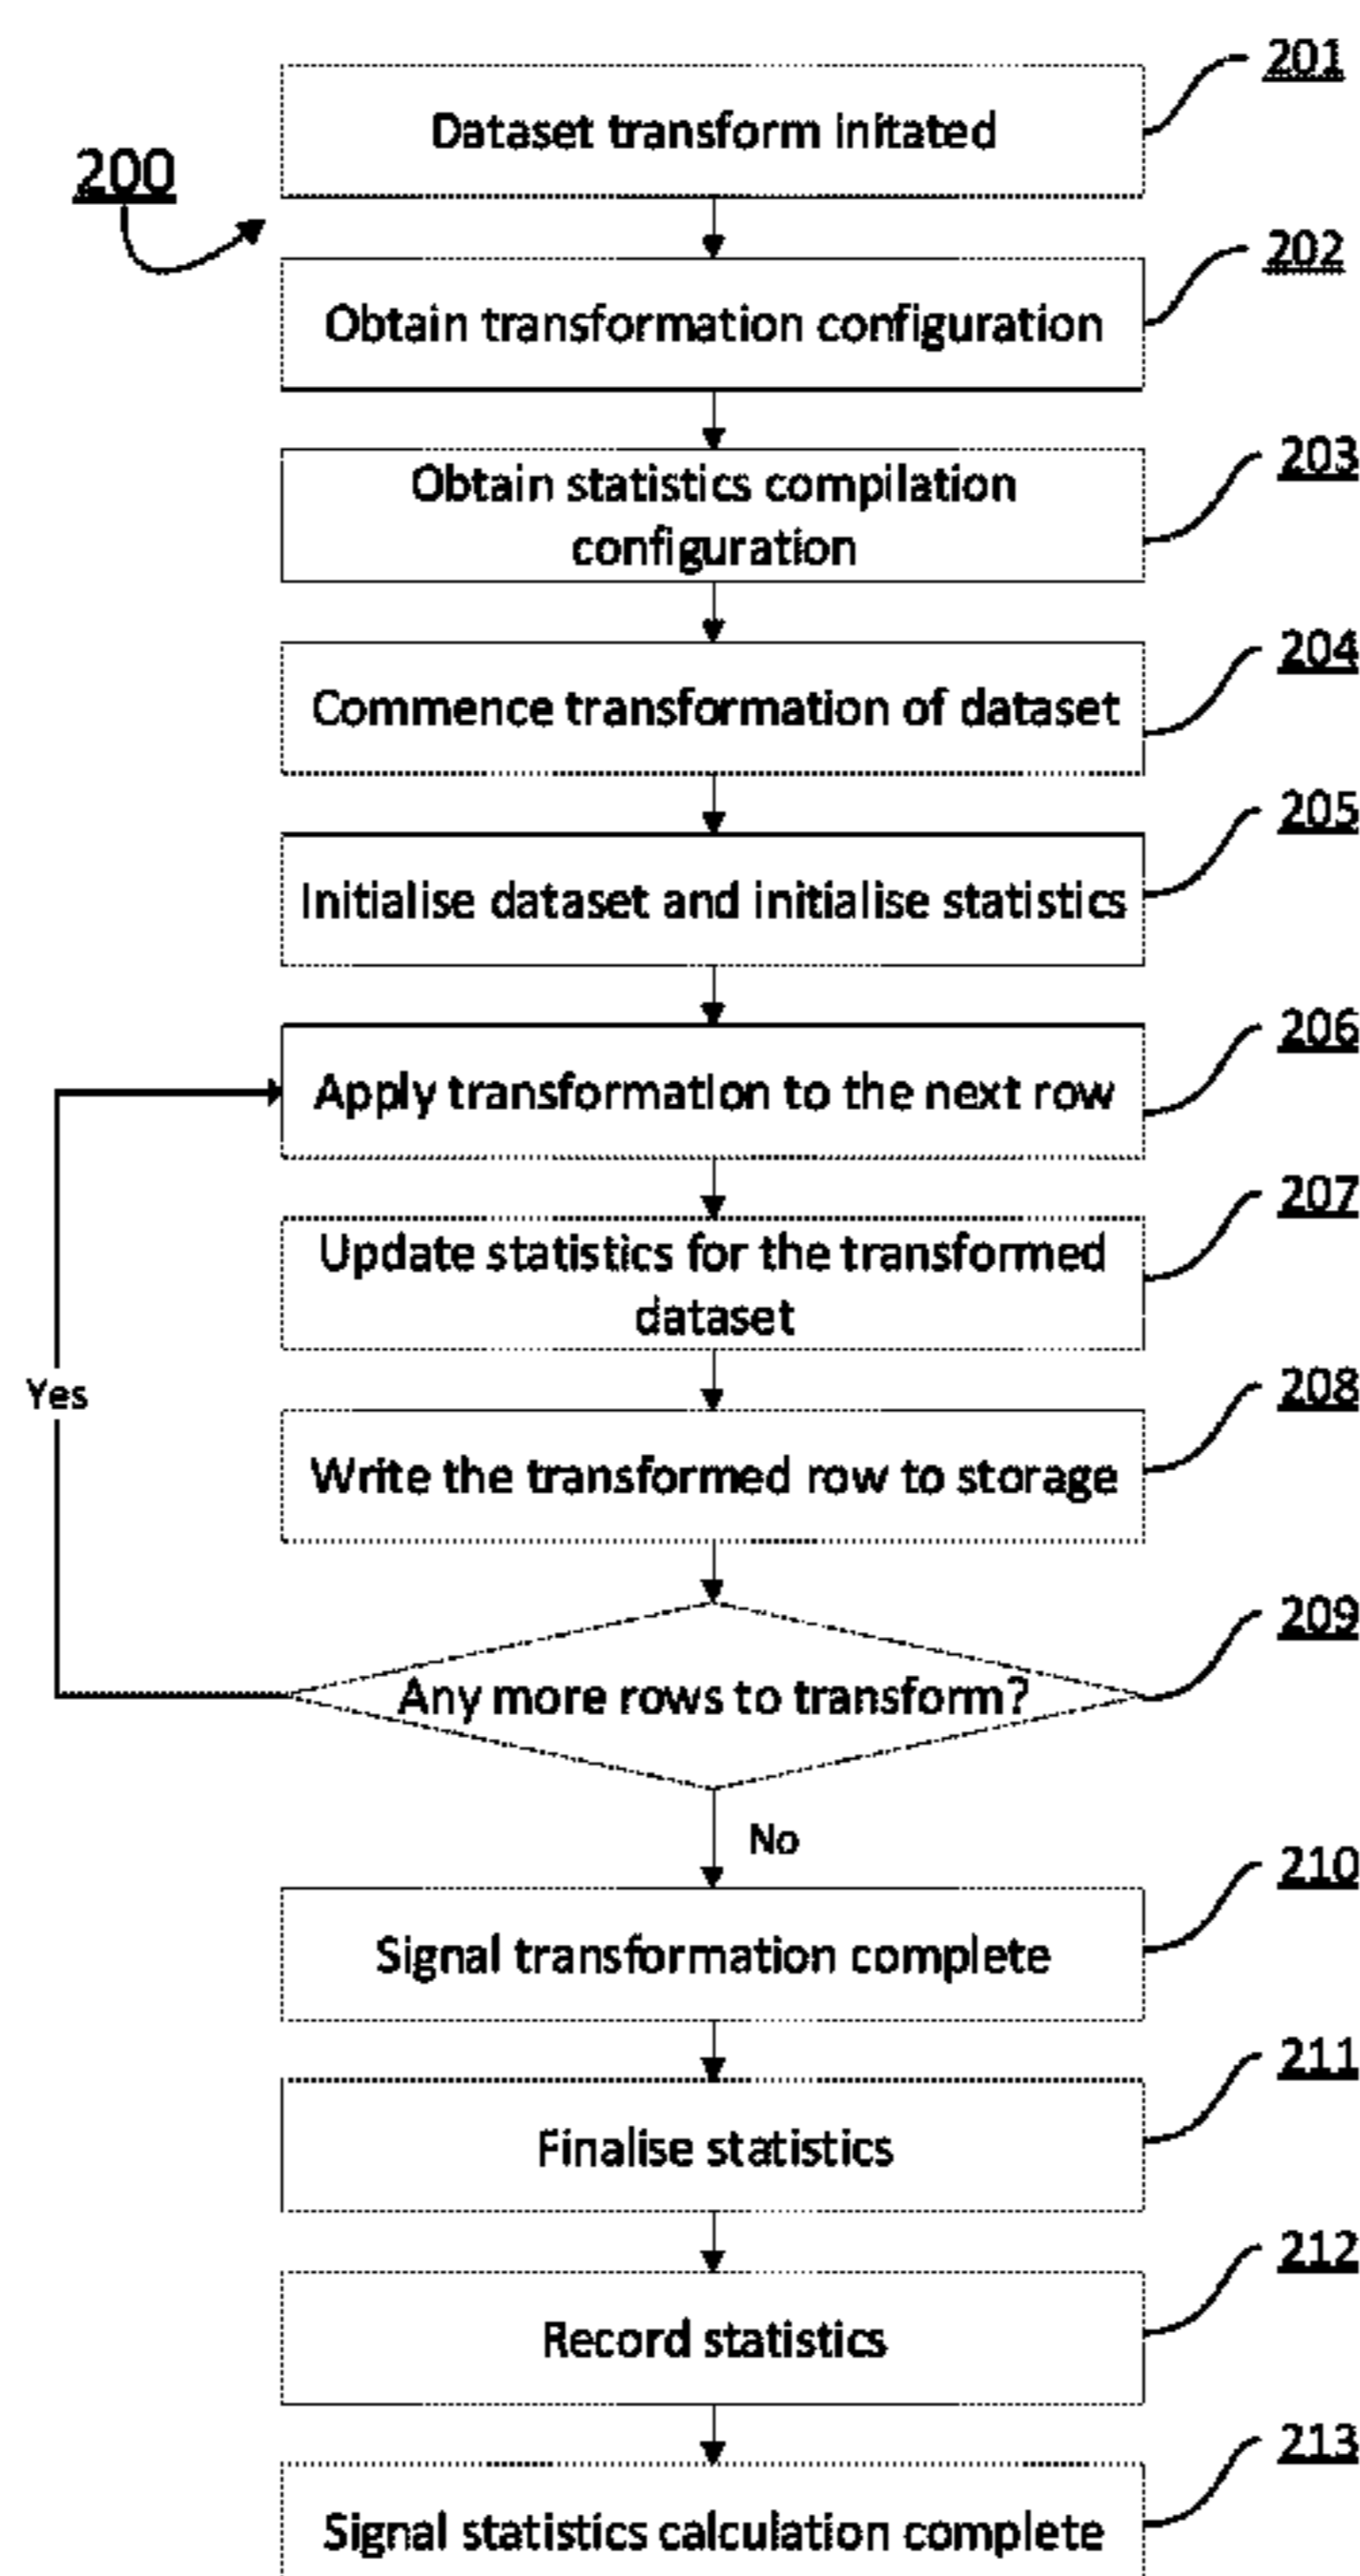 201
Dataset transform initated
200
202
Obtain transformation configuration
203
Obtain statistics compilation
configuration
204
Commence transformation of dataset
205
Initialise dataset and initialise statistics
206
Apply transformation to the next row
207
Update statistics for the transformed
dataset
Yes
208
Write the transformed row to storage
209
Any more rows to transform?
No
210
Signal transformation complete
211
Finalise statistics
212
Record statistics
213
Signal statistics calculation complete